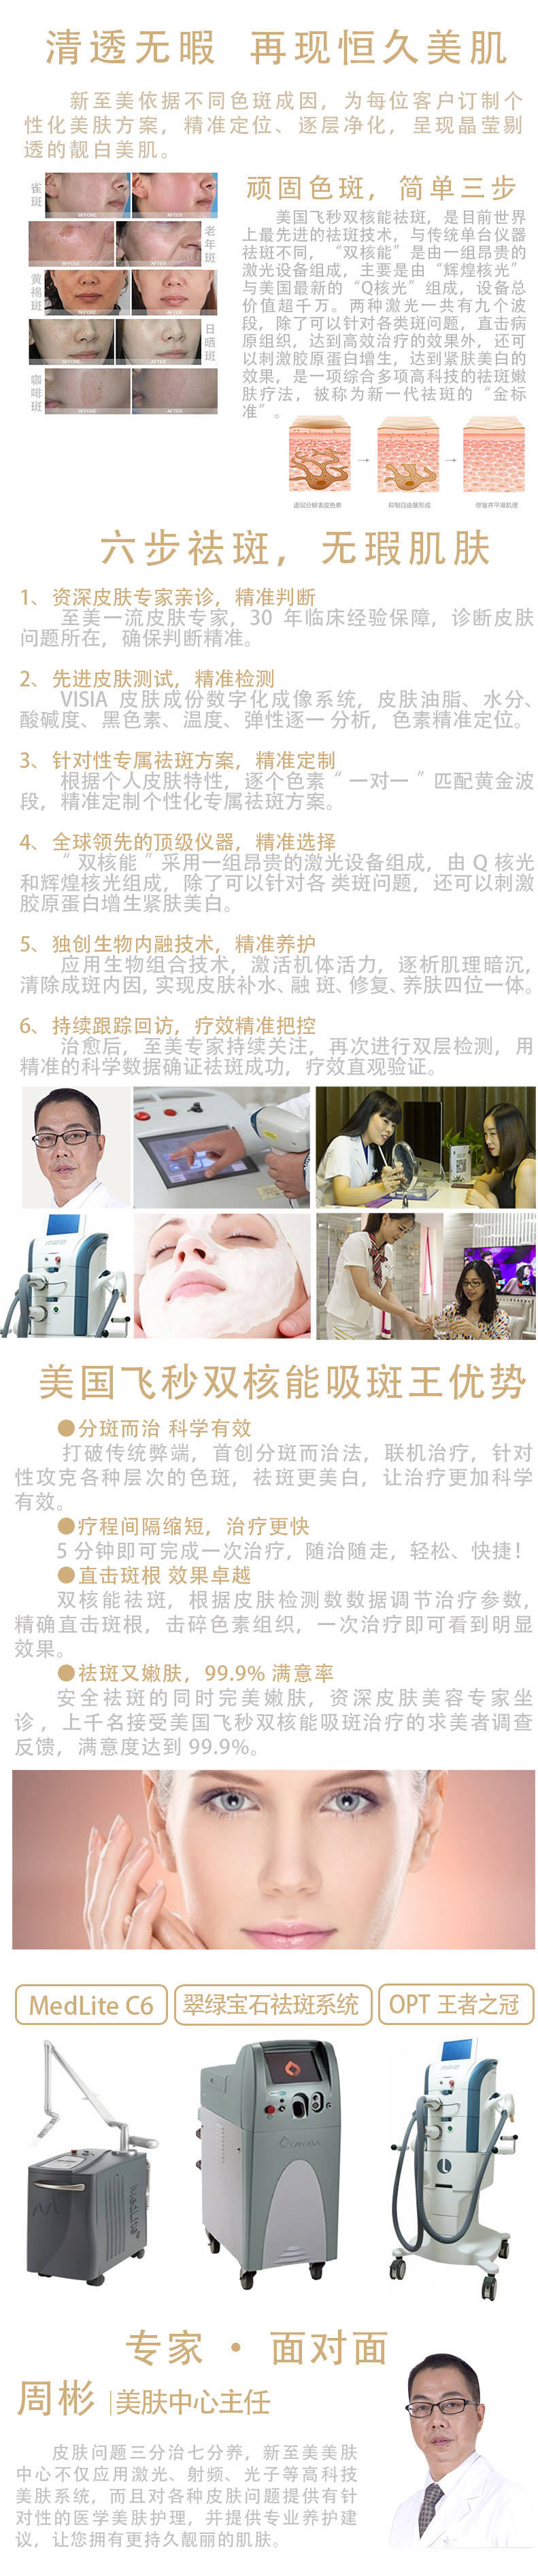 清透无暇 再现恒久美肌
新至美依据不同色斑成因，为每位客户订制个
性化美肤方案，精准定位、逐层净化，呈现晶莹剔
透的靓白美肌。
雀斑
BEFORE AFTER
老年斑
BEFORE AFTER
黄褐斑
BEFORE AFTER
日晒斑
BEFORE AFTER
咖啡斑
BEFORE AFTER
顽固色斑，简单三步
美国飞秒双核能祛斑，是目前世界
上最先进的祛斑技术，与传统单台仪器
祛斑不同，“双核能”是由一组昂贵的
激光设备组成，主要是由“辉煌核光”
与美国最新的“Q核光”组成，设备总
价值超千万。两种激光一共有九个波
段，除了可以针对各类斑问题，直击病
原组织，达到高效治疗的效果外，还可
以刺激胶原蛋白增生，达到紧肤美白的
效果，是一项综合多项高科技的祛斑嫩
肤疗法，被称为新一代祛斑的“金标
准”。
逐层分解表皮色素 抑制自由基形成 修复并平滑肌理
六步祛斑，无瑕肌肤
1、资深皮肤专家亲诊，精准判断
至美一流皮肤专家，30 年临床经验保障，诊断皮肤
问题所在，确保判断精准。
2、先进皮肤测试，精准检测
VISIA 皮肤成份数字化成像系统，皮肤油脂、水分、
酸碱度、黑色素、温度、弹性逐一 分析，色素精准定位。
3、针对性专属祛斑方案，精准定制
根据个人皮肤特性，逐个色素“ 一对一 ”匹配黄金波
段，精准定制个性化专属祛斑方案。
4、全球领先的顶级仪器，精准选择
“ 双核能 ”采用一组昂贵的激光设备组成，由 Q 核光
和辉煌核光组成，除了可以针对各 类斑问题，还可以刺激
胶原蛋白增生紧肤美白。
5、独创生物内融技术，精准养护
应用生物组合技术，激活机体活力，逐析肌理暗沉，
清除成斑内因，实现皮肤补水、融 斑、修复、养肤四位一体。
6、持续跟踪回访，疗效精准把控
治愈后，至美专家持续关注，再次进行双层检测，用
精准的科学数据确证祛斑成功，疗效直观验证。
美国飞秒双核能吸斑王优势
●分斑而治 科学有效
打破传统弊端，首创分斑而治法，联机治疗，针对
性攻克各种层次的色斑，祛斑更美白，让治疗更加科学
有效。
●疗程间隔缩短，治疗更快
5 分钟即可完成一次治疗，随治随走，轻松、快捷！
●直击斑根 效果卓越
双核能祛斑，根据皮肤检测数数据调节治疗参数，
精确直击斑根，击碎色素组织，一次治疗即可看到明显
效果。
●祛斑又嫩肤，99.9% 满意率
安全祛斑的同时完美嫩肤，资深皮肤美容专家坐
诊 ，上千名接受美国飞秒双核能吸斑治疗的求美者调查
反馈，满意度达到 99.9%。
MedLite C6 翠绿宝石祛斑系统 OPT 王者之冠
专家 · 面对面
周彬 |美肤中心主任
皮肤问题三分治七分养，新至美美肤
中心不仅应用激光、射频、光子等高科技
美肤系统，而且对各种皮肤问题提供有针
对性的医学美肤护理，并提供专业养护建
议，让您拥有更持久靓丽的肌肤。